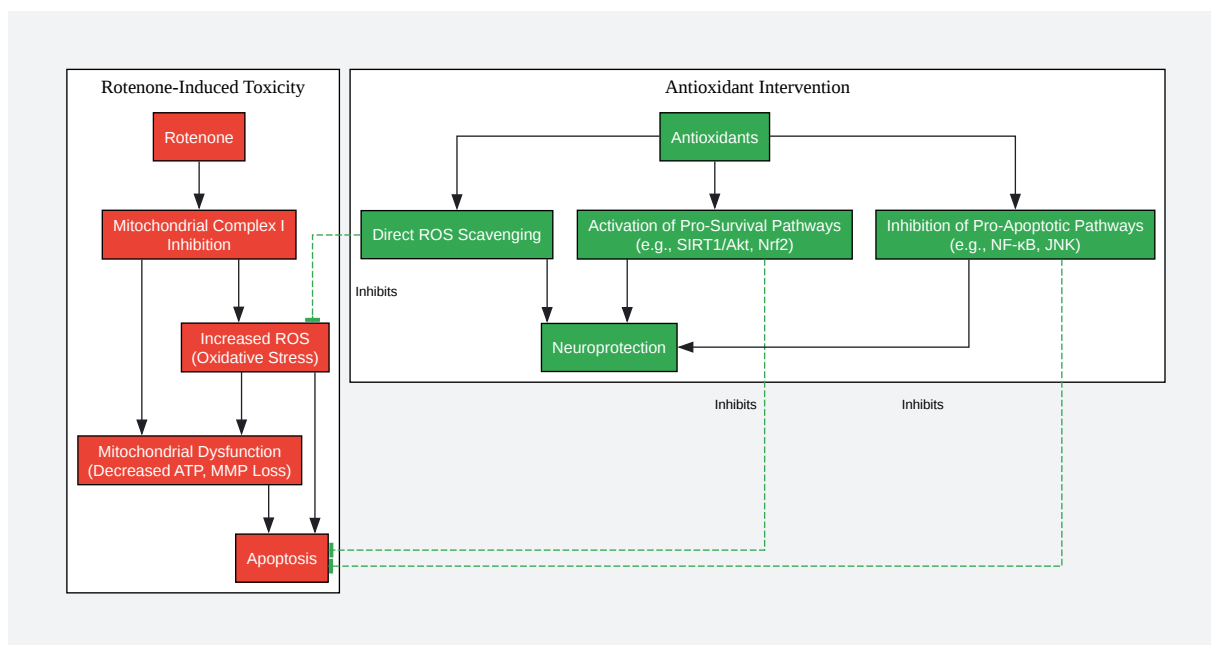 Rotenone-Induced Toxicity
Rotenone
Mitochondrial Complex I
Inhibition
Increased ROS
(Oxidative Stress)
Mitochondrial Dysfunction
(Decreased ATP, MMP Loss)
Apoptosis
Antioxidant Intervention
Antioxidants
Direct ROS Scavenging
Activation of Pro-Survival Pathways
(e.g., SIRT1/Akt, Nrf2)
Inhibition of Pro-Apoptotic Pathways
(e.g., NF-κB, JNK)
Inhibits
Neuroprotection
Inhibits
Inhibits